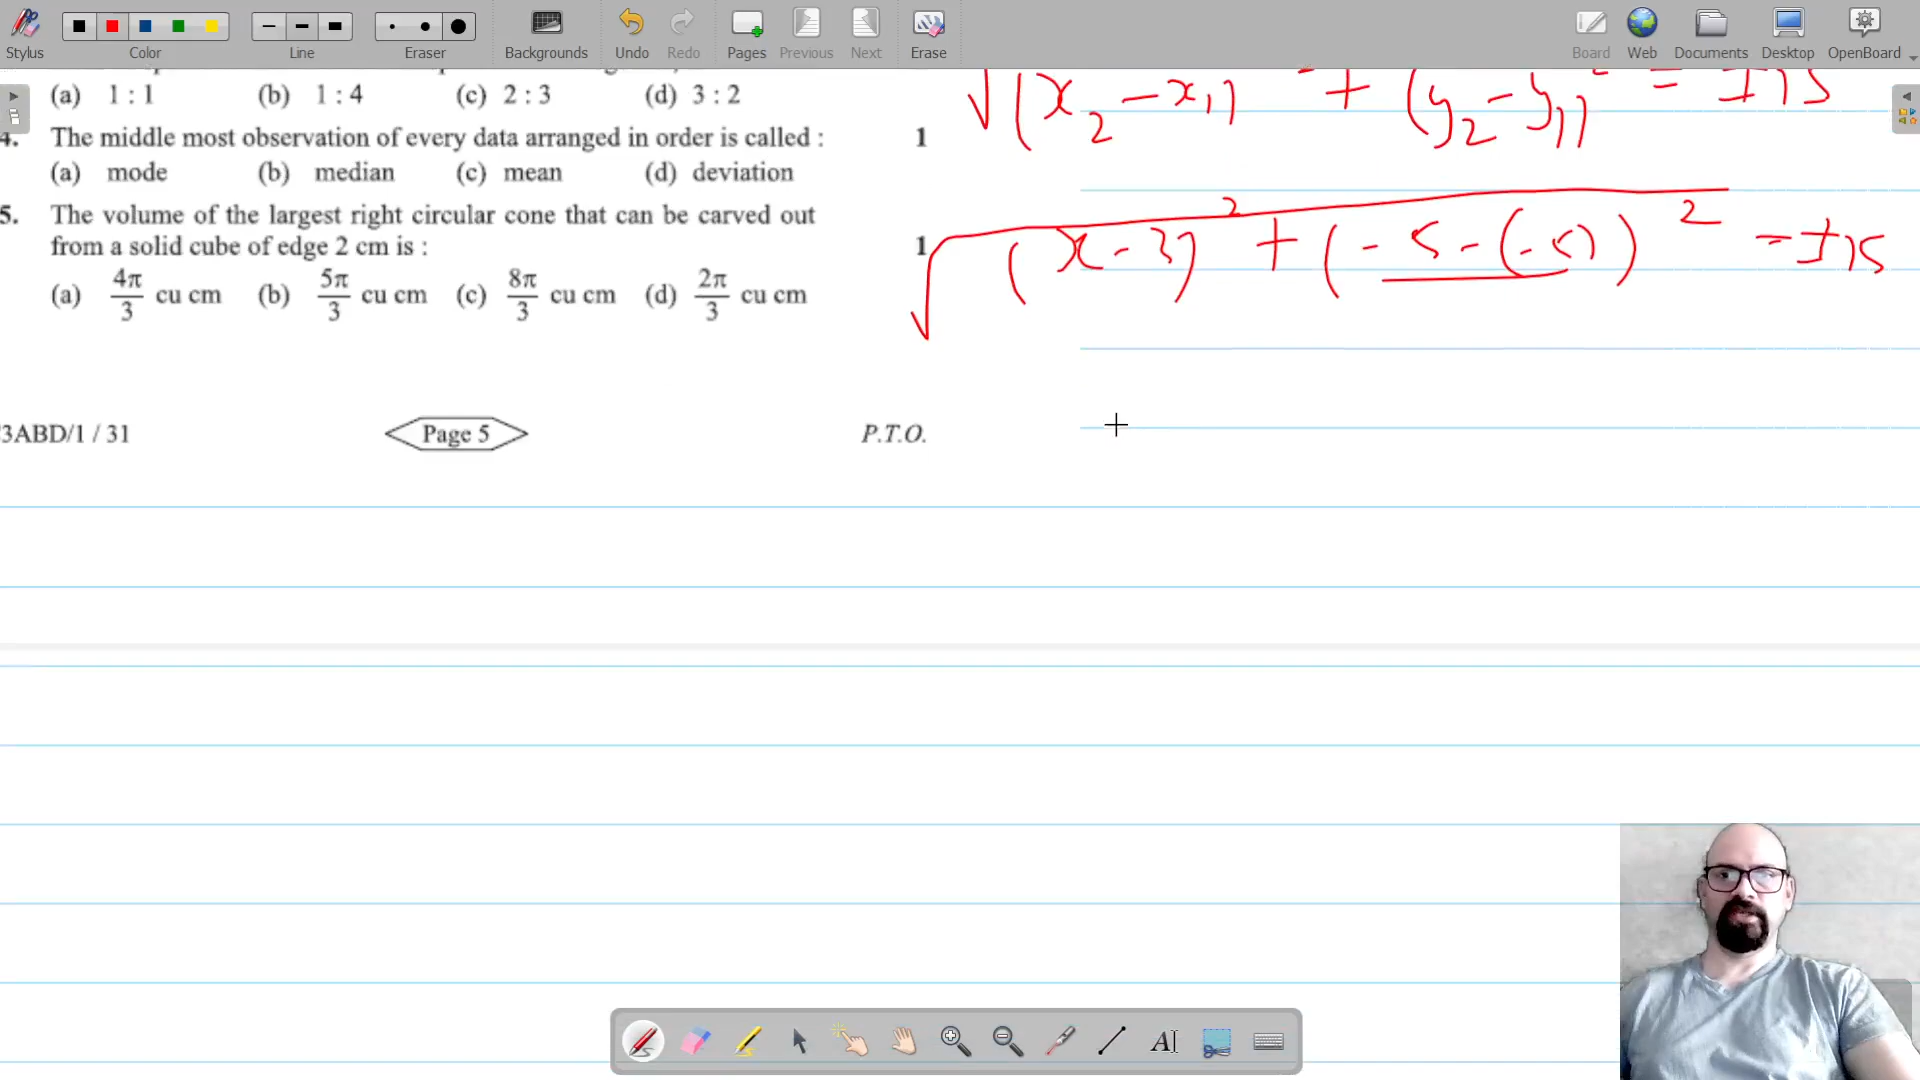 Stylus Color Line Eraser Backgrounds Undo Redo Pages Previous Next Erase Board Web Documents Desktop OpenBoard
(a) 1 : 1 (b) 1 : 4 (c) 2 : 3 (d) 3 : 2
√(x₂ - x₁)² + (y₂ - y₁)² = ±15
4. The middle most observation of every data arranged in order is called : 1
(a) mode (b) median (c) mean (d) deviation
5. The volume of the largest right circular cone that can be carved out
from a solid cube of edge 2 cm is : 1
(a) 4π/3 cu cm (b) 5π/3 cu cm (c) 8π/3 cu cm (d) 2π/3 cu cm
√(x - 3)² + (-5 - (-5))² = ±15
3ABD/1 / 31 Page 5 P.T.O.